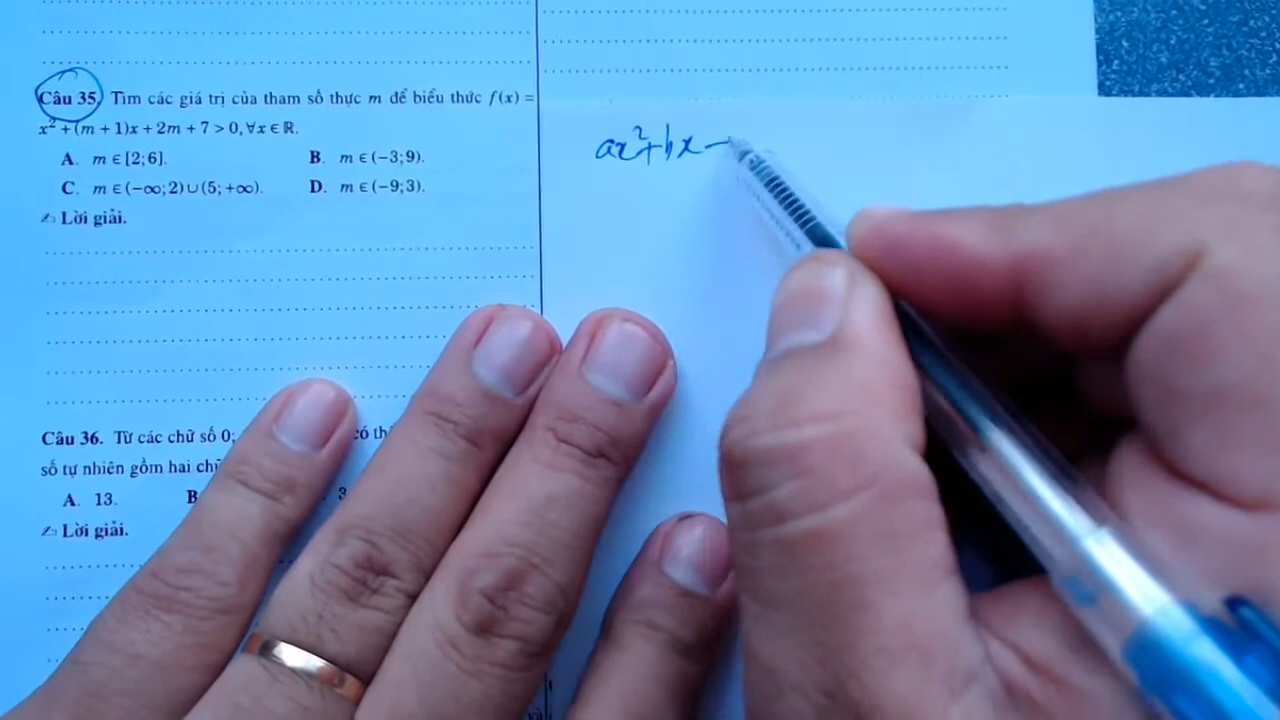 Câu 35. Tìm các giá trị của tham số thực m để biểu thức f(x) =
x² + (m + 1)x + 2m + 7 > 0, ∀x ∈ ℝ.
A. m ∈ [2; 6]. B. m ∈ (−3; 9).
C. m ∈ (−∞; 2) ∪ (5; +∞). D. m ∈ (−9; 3).
✍ Lời giải.
ax² + bx −
Câu 36. Từ các chữ số 0; có
số tự nhiên gồm hai
A. 13. B 3
✍ Lời giải.